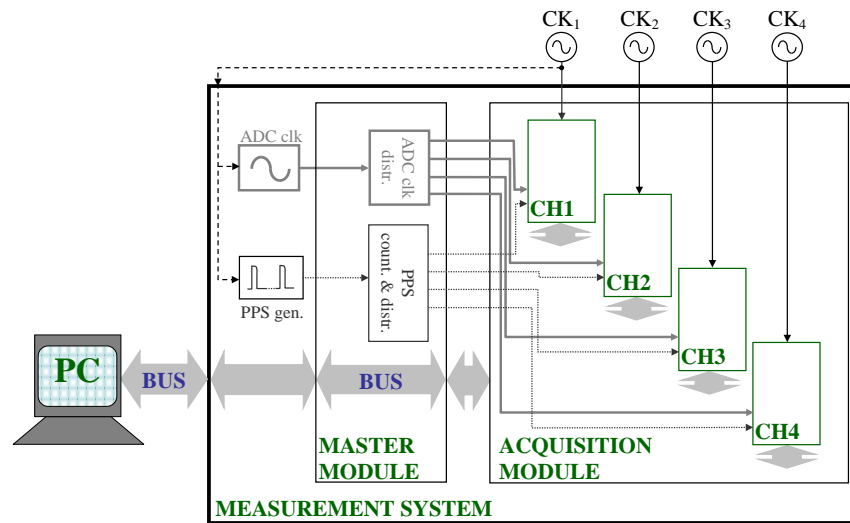 CK1
CK2
CK3
CK4
ADC clk
ADC clk
distr.
CH1
PPS
count. & distr.
CH2
PPS gen.
CH3
PC
BUS
BUS
CH4
MASTER
MODULE
ACQUISITION
MODULE
MEASUREMENT SYSTEM